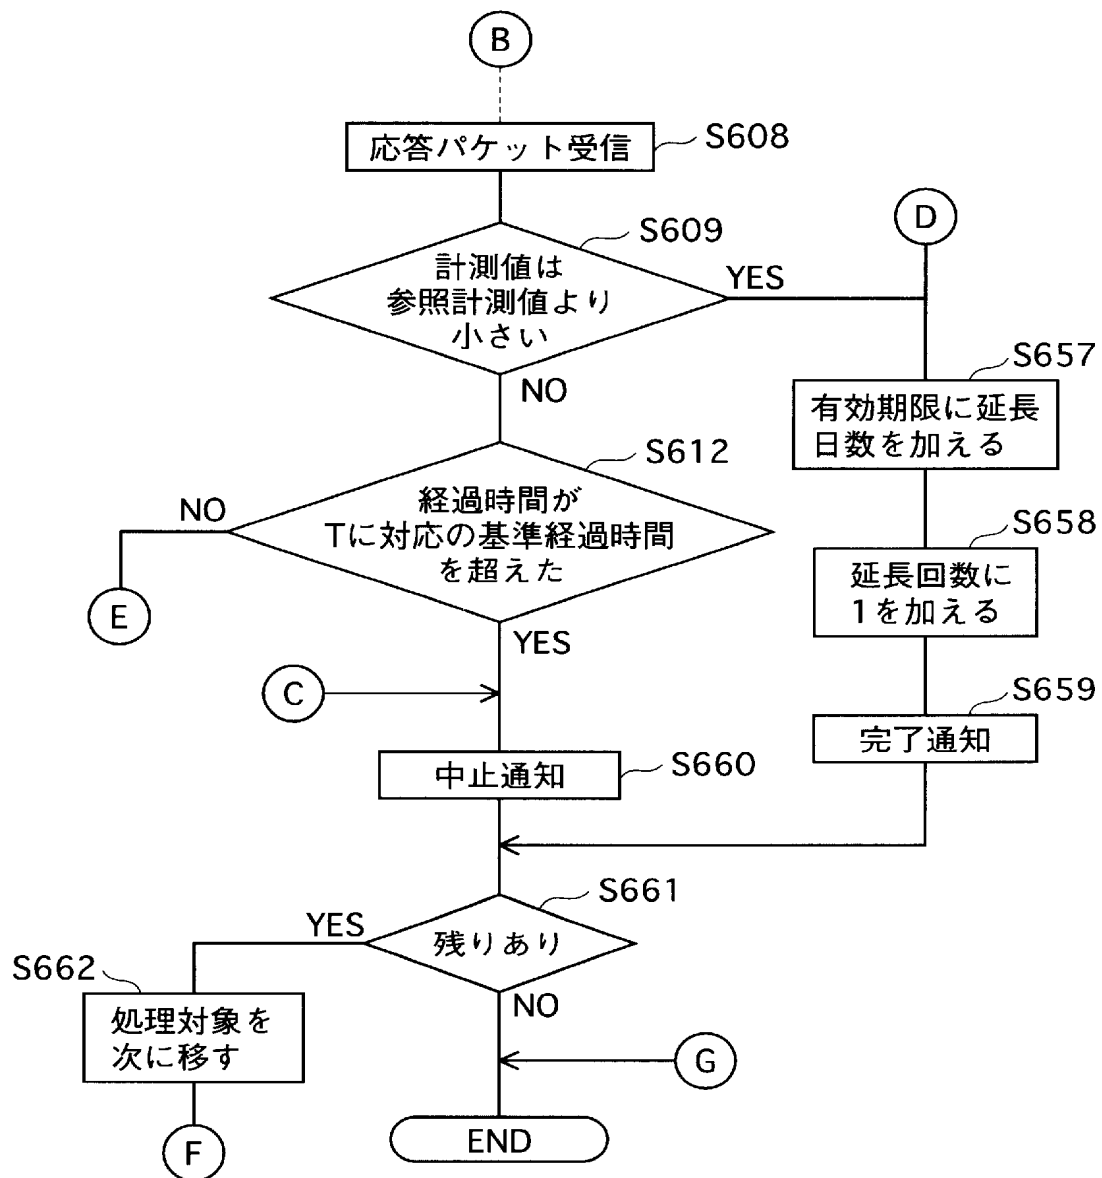 B
応答パケット受信
S608
D
S609
計測値は
参照計測値より
小さい
YES
NO
S657
有効期限に延長
日数を加える
S612
経過時間が
Tに対応の基準経過時間
を超えた
NO
E
YES
S658
延長回数に
1を加える
C
S659
完了通知
中止通知
S660
S661
残りあり
YES
NO
S662
処理対象を
次に移す
G
F
END